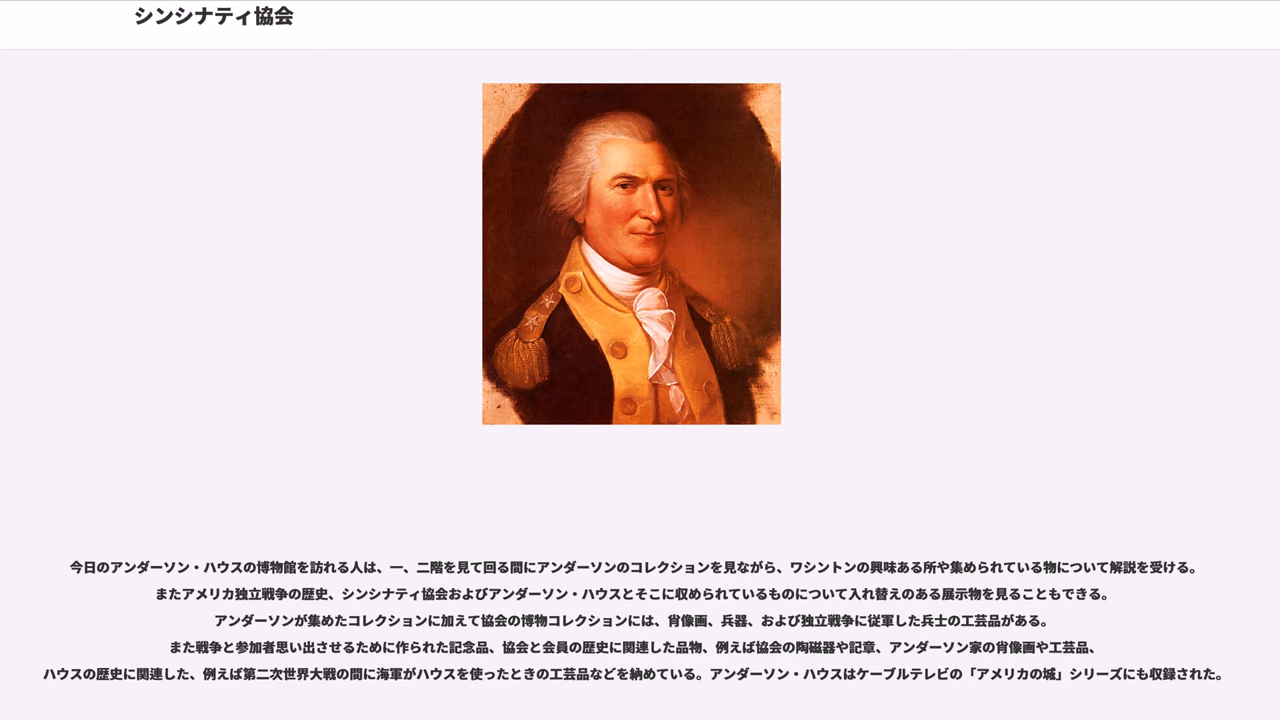 シンシナティ協会
今日のアンダーソン・ハウスの博物館を訪れる人は、一、二階を見て回る間にアンダーソンのコレクションを見ながら、ワシントンの興味ある所や集められている物について解説を受ける。
またアメリカ独立戦争の歴史、シンシナティ協会およびアンダーソン・ハウスとそこに収められているものについて入れ替えのある展示物を見ることもできる。
アンダーソンが集めたコレクションに加えて協会の博物コレクションには、肖像画、兵器、および独立戦争に従軍した兵士の工芸品がある。
また戦争と参加者思い出させるために作られた記念品、協会と会員の歴史に関連した品物、例えば協会の陶磁器や記章、アンダーソン家の肖像画や工芸品、
ハウスの歴史に関連した、例えば第二次世界大戦の間に海軍がハウスを使ったときの工芸品などを納めている。アンダーソン・ハウスはケーブルテレビの「アメリカの城」シリーズにも収録された。